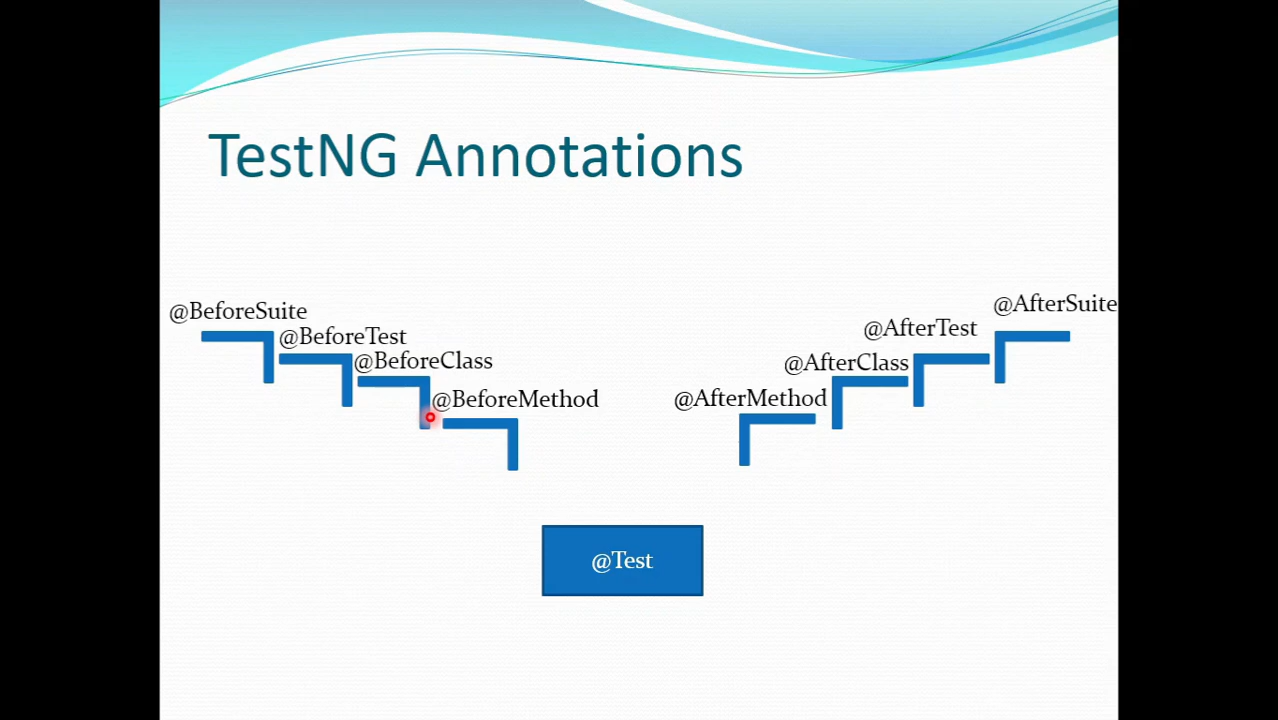 TestNG Annotations
@BeforeSuite
@BeforeTest
@BeforeClass
@BeforeMethod
@AfterSuite
@AfterTest
@AfterClass
@AfterMethod
@Test